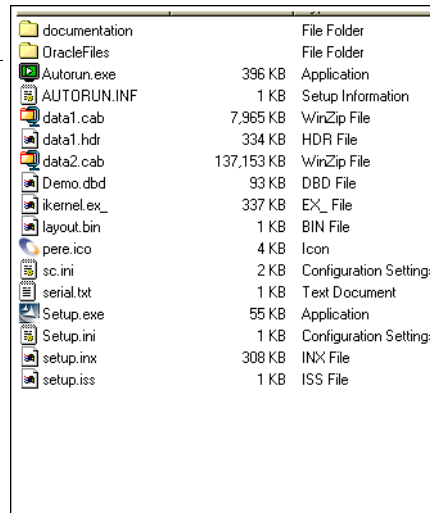 documentation File Folder
OracleFiles File Folder
Autorun.exe 396 KB Application
AUTORUN.INF 1 KB Setup Information
data1.cab 7,965 KB WinZip File
data1.hdr 334 KB HDR File
data2.cab 137,153 KB WinZip File
Demo.dbd 93 KB DBD File
ikernel.ex_ 337 KB EX_ File
layout.bin 1 KB BIN File
pere.ico 4 KB Icon
sc.ini 2 KB Configuration Setting
serial.txt 1 KB Text Document
Setup.exe 55 KB Application
Setup.ini 1 KB Configuration Setting
setup.inx 308 KB INX File
setup.iss 1 KB ISS File